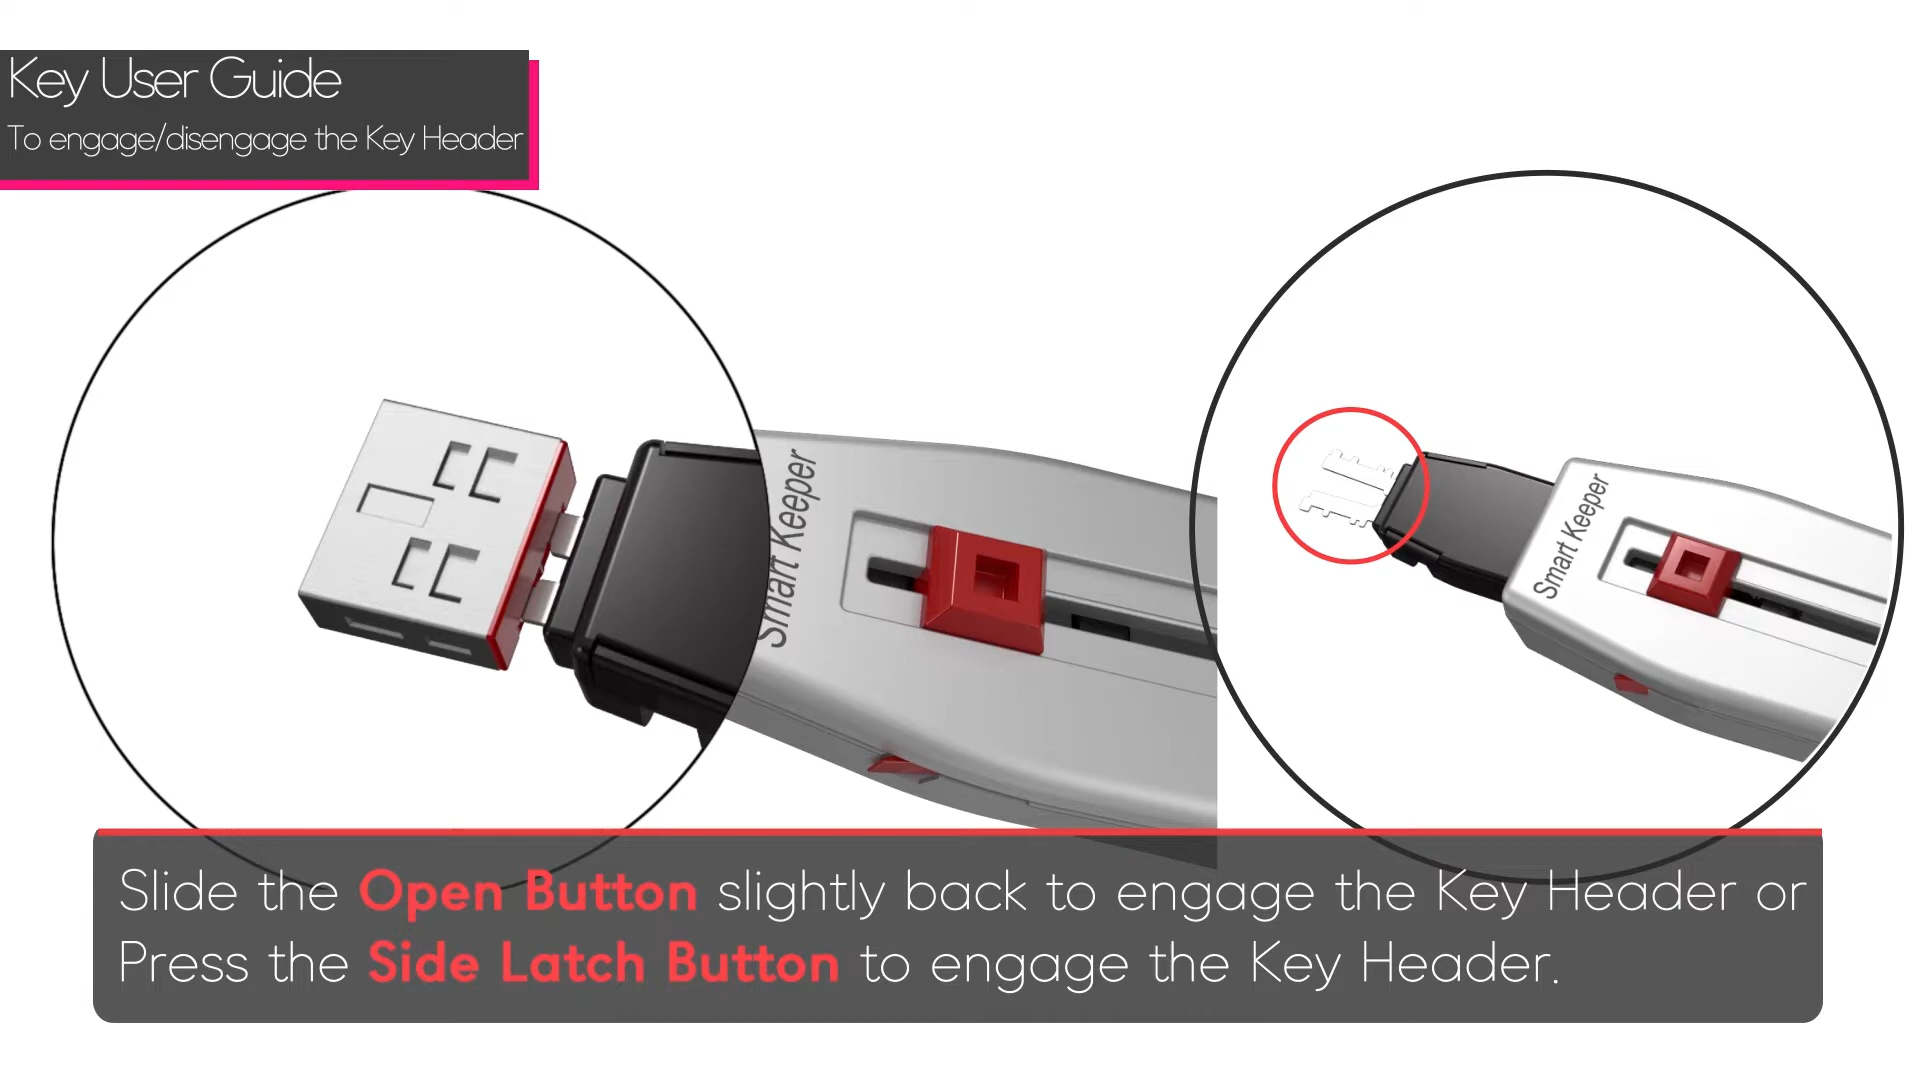 Key User Guide
To engage/disengage the Key Header
Smart Keeper
Smart Keeper
Slide the Open Button slightly back to engage the Key Header or
Press the Side Latch Button to engage the Key Header.